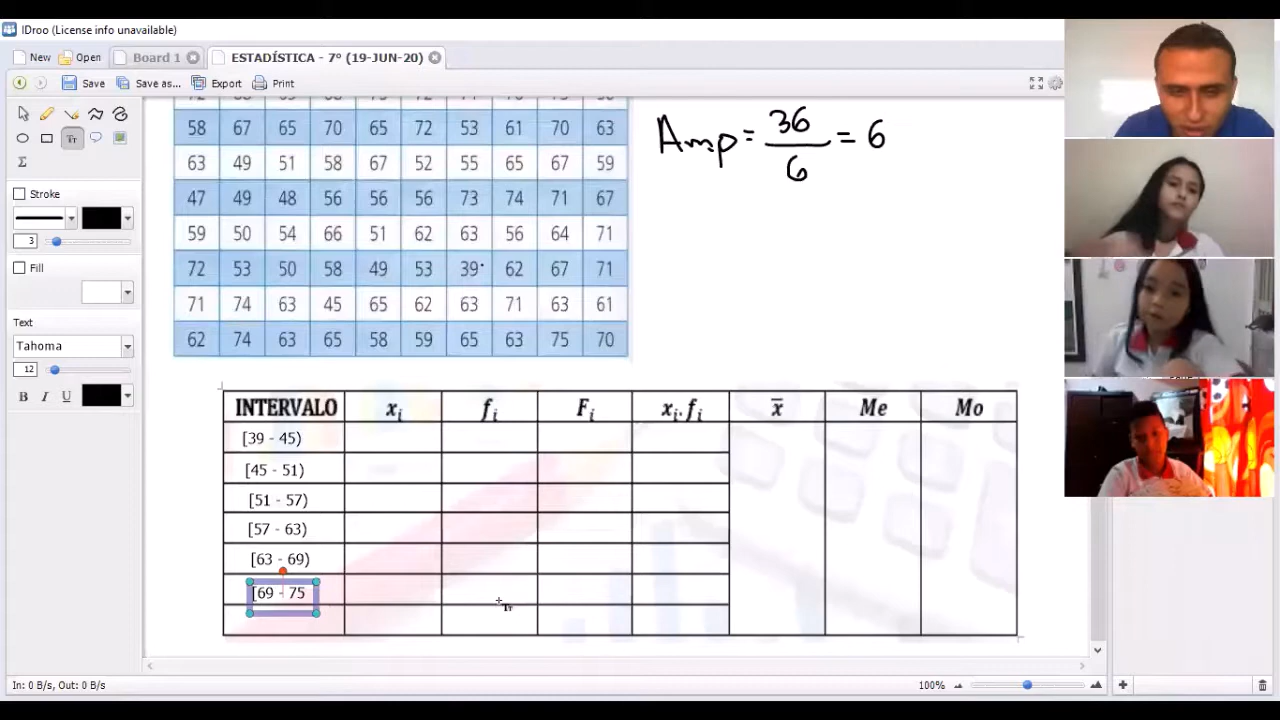 IDroo (License info unavailable)
New Open Board 1 ESTADÍSTICA - 7º (19-JUN-20)
Save Save as... Export Print
58 67 65 70 65 72 53 61 70 63
63 49 51 58 67 52 55 65 67 59
47 49 48 56 56 56 73 74 71 67
59 50 54 66 51 62 63 56 64 71
72 53 50 58 49 53 39 62 67 71
71 74 63 45 65 62 63 71 63 61
62 74 63 65 58 59 65 63 75 70
Amp = 36/6 = 6
Stroke
3
Fill
Text
Tahoma
12
B I U
INTERVALO xi fi Fi xi.fi x̄ Me Mo
[39 - 45)
[45 - 51)
[51 - 57)
[57 - 63)
[63 - 69)
[69 - 75
In: 0 B/s, Out: 0 B/s
100%